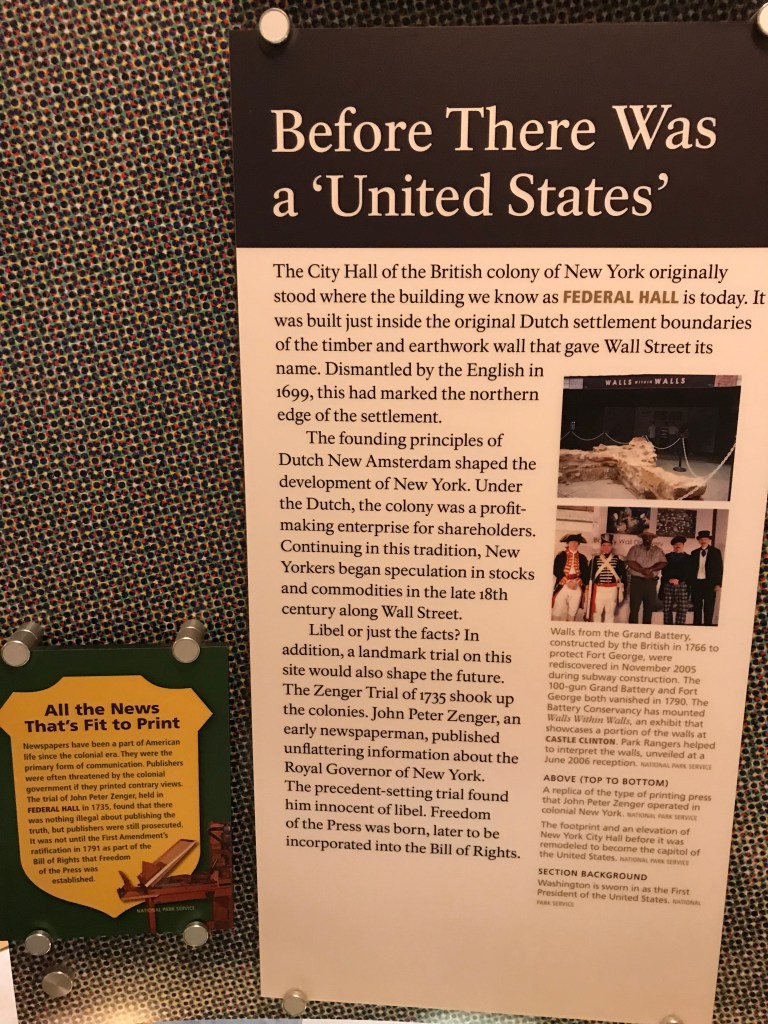 Before There Was
a ‘United States’
The City Hall of the British colony of New York originally
stood where the building we know as FEDERAL HALL is today. It
was built just inside the original Dutch settlement boundaries
of the timber and earthwork wall that gave Wall Street its
name. Dismantled by the English in
1699, this had marked the northern
edge of the settlement.
The founding principles of
Dutch New Amsterdam shaped the
development of New York. Under
the Dutch, the colony was a profit-
making enterprise for shareholders.
Continuing in this tradition, New
Yorkers began speculation in stocks
and commodities in the late 18th
century along Wall Street.
Libel or just the facts? In
addition, a landmark trial on this
site would also shape the future.
The Zenger Trial of 1735 shook up
the colonies. John Peter Zenger, an
early newspaperman, published
unflattering information about the
Royal Governor of New York.
The precedent-setting trial found
him innocent of libel. Freedom
of the Press was born, later to be
incorporated into the Bill of Rights.
WALLS WITHIN WALLS
Walls from the Grand Battery,
constructed by the British in 1766 to
protect Fort George, were
rediscovered in November 2005
during subway construction. The
100-gun Grand Battery and Fort
George both vanished in 1790. The
Battery Conservancy has mounted
Walls Within Walls, an exhibit that
showcases a portion of the walls at
CASTLE CLINTON. Park Rangers helped
to interpret the walls, unveiled at a
June 2006 reception. NATIONAL PARK SERVICE
ABOVE (TOP TO BOTTOM)
A replica of the type of printing press
that John Peter Zenger operated in
colonial New York. NATIONAL PARK SERVICE
The footprint and an elevation of
New York City Hall before it was
remodeled to become the capitol of
the United States. NATIONAL PARK SERVICE
SECTION BACKGROUND
Washington is sworn in as the First
President of the United States. NATIONAL
PARK SERVICE
All the News
That’s Fit to Print
Newspapers have been a part of American
life since the colonial era. They were the
primary form of communication. Publishers
were often threatened by the colonial
government if they printed contrary views.
The trial of John Peter Zenger, held in
FEDERAL HALL in 1735, found that there
was nothing illegal about publishing the
truth, but publishers were still prosecuted.
It was not until the First Amendment’s
ratification in 1791 as part of the
Bill of Rights that Freedom
of the Press was
established.
NATIONAL PARK SERVICE